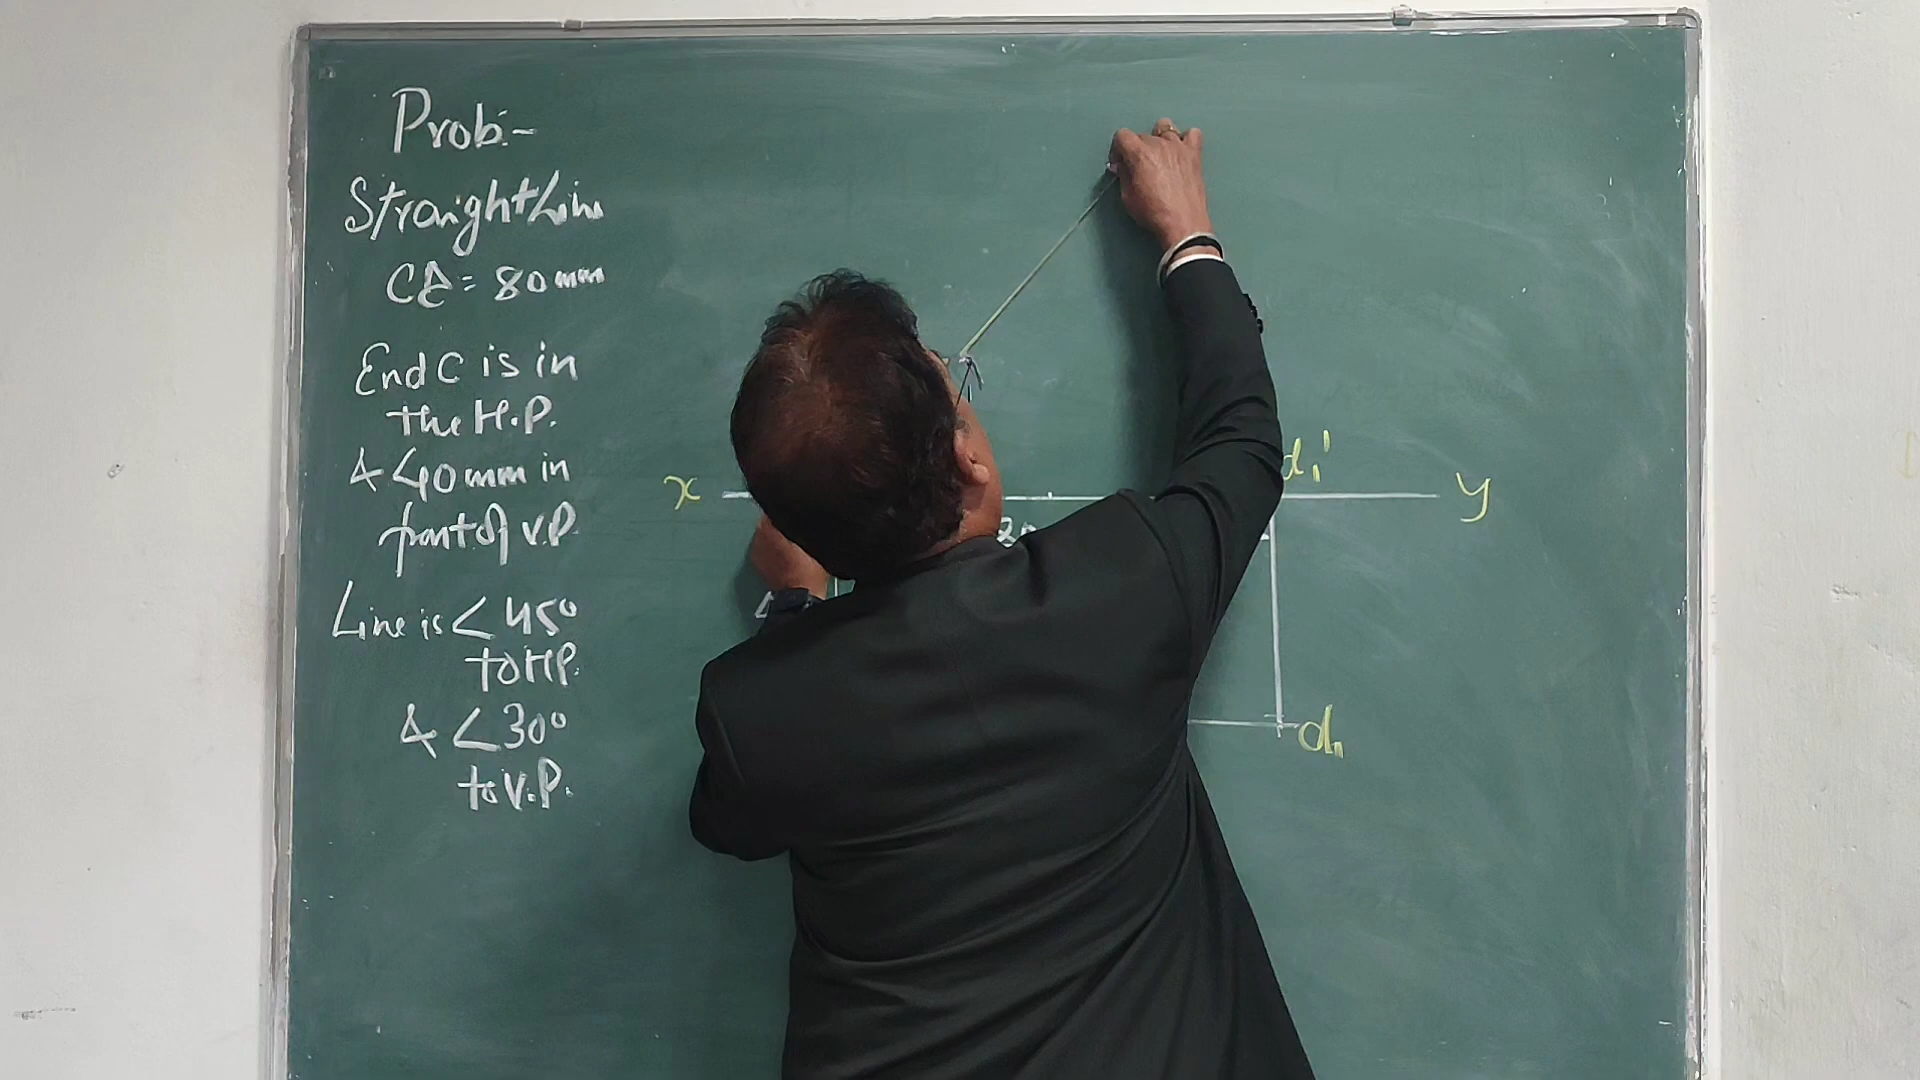 Prob:-
Straight Line
CD = 80 mm
End C is in
the H.P.
& 40 mm in
front of V.P.
Line is < 45°
to H.P.
& < 30°
to V.P.
x
d₁'
y
d₁